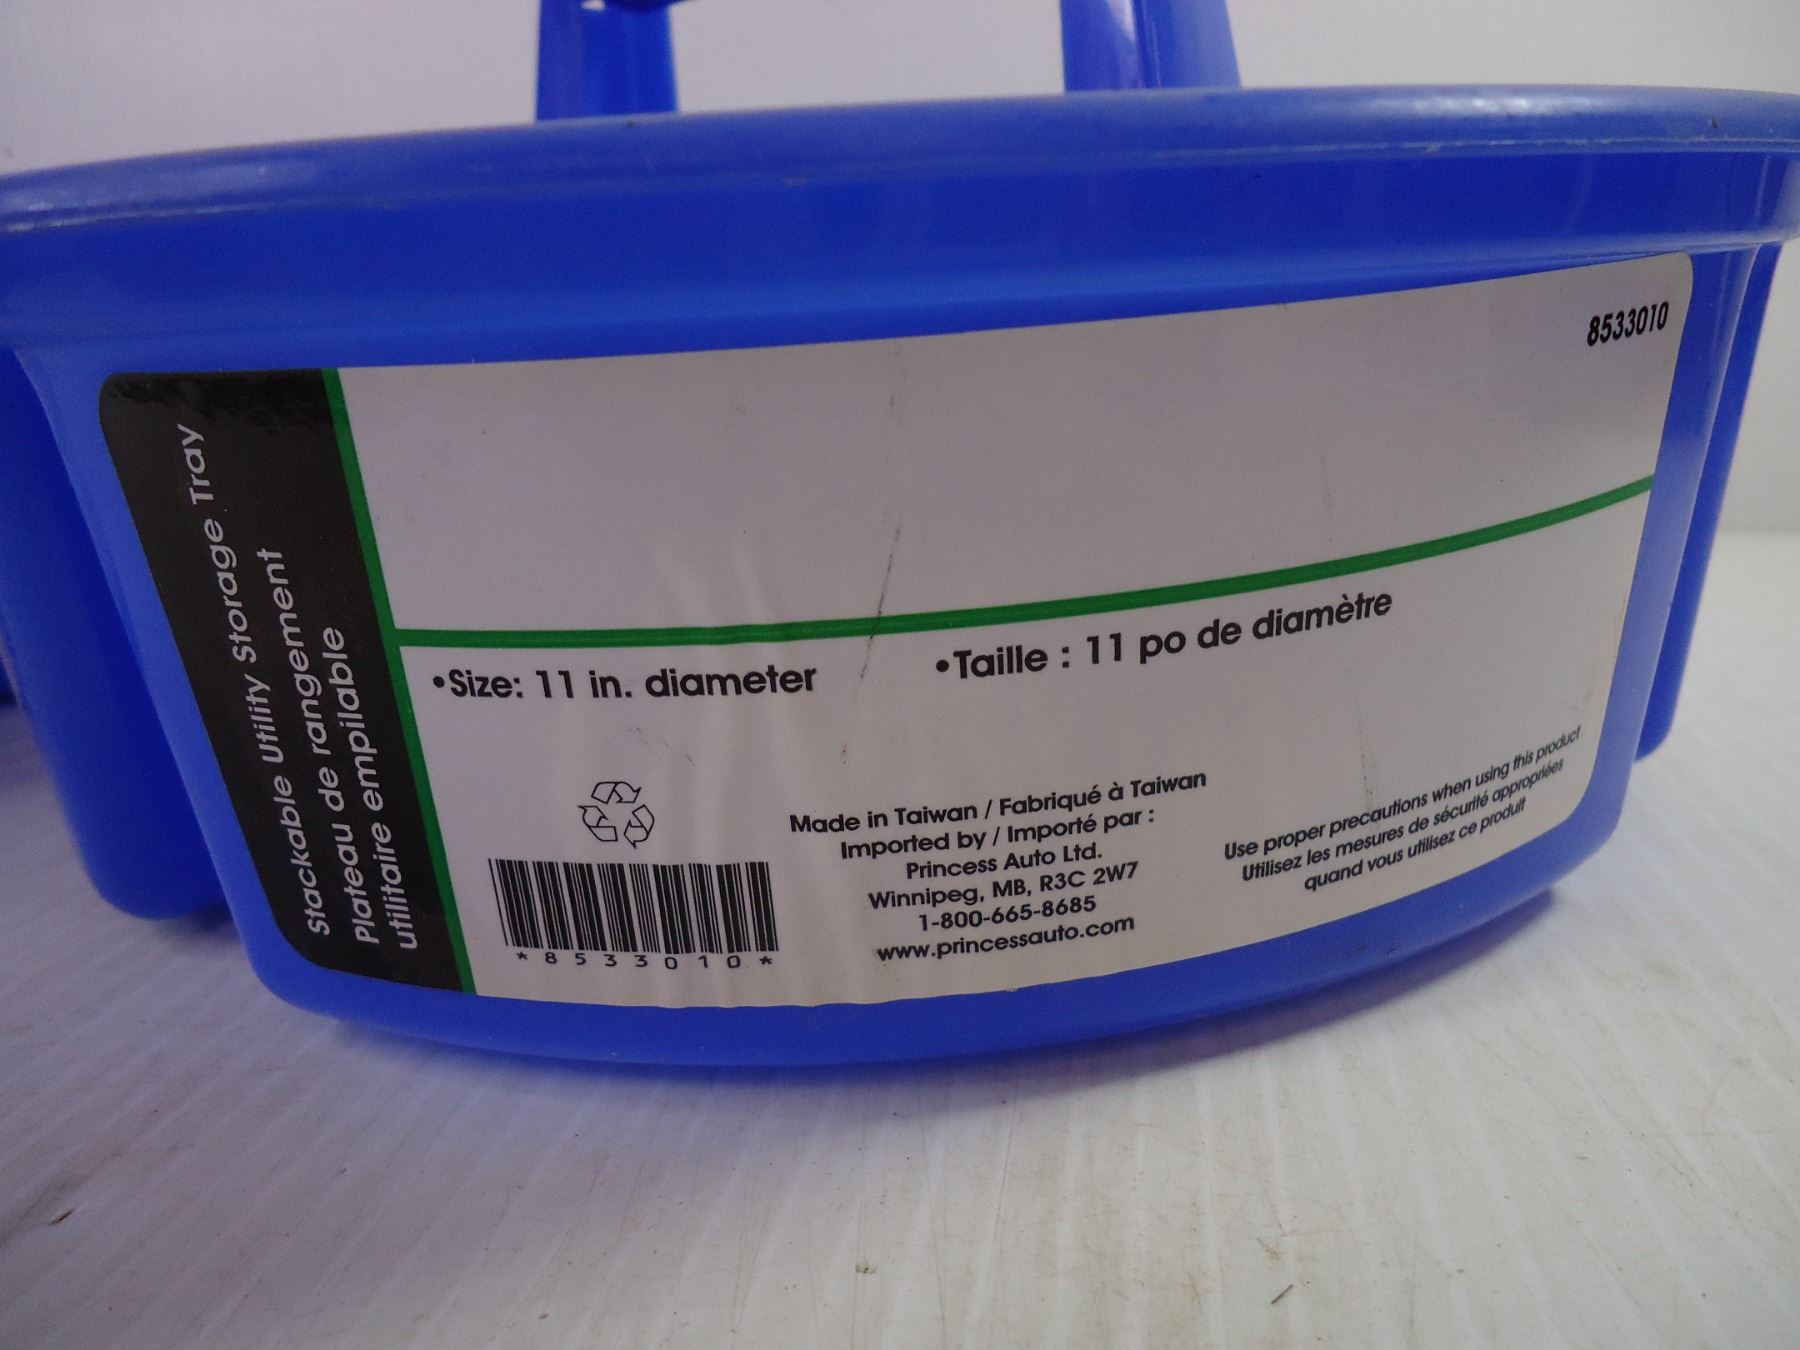 8533010
Stackable Utility Storage Tray
Plateau de rangement
utilitaire empilable
•Size: 11 in. diameter
•Taille : 11 po de diamètre
Made in Taiwan / Fabriqué à Taiwan
Imported by / Importé par :
Princess Auto Ltd.
Winnipeg, MB, R3C 2W7
1-800-665-8685
www.princessauto.com
Use proper precautions when using this product
Utilisez les mesures de sécurité appropriées
quand vous utilisez ce produit
*8533010*